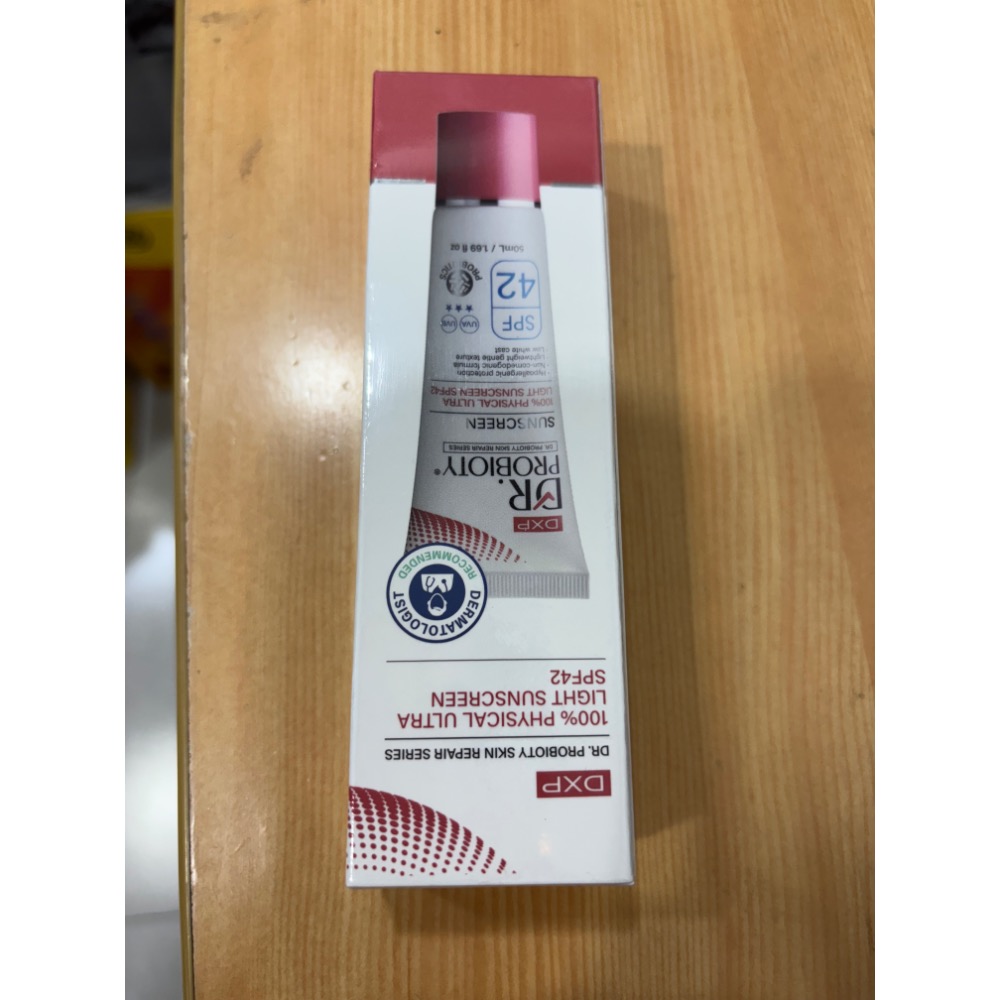 DXP
DR. PROBIOTY SKIN REPAIR SERIES
100% PHYSICAL ULTRA
LIGHT SUNSCREEN
SPF42
DERMATOLOGIST
RECOMMENDED
DXP
DR.
PROBIOTY®
DR. PROBIOTY SKIN REPAIR SERIES
SUNSCREEN
100% PHYSICAL ULTRA
LIGHT SUNSCREEN SPF42
• Hypoallergenic protection
• Non-comedogenic formula
• Lightweight gentle texture
Low white cast
SPF
42
UVA
UVB
★★★
PROBIOTICS
50mL / 1.69 fl oz